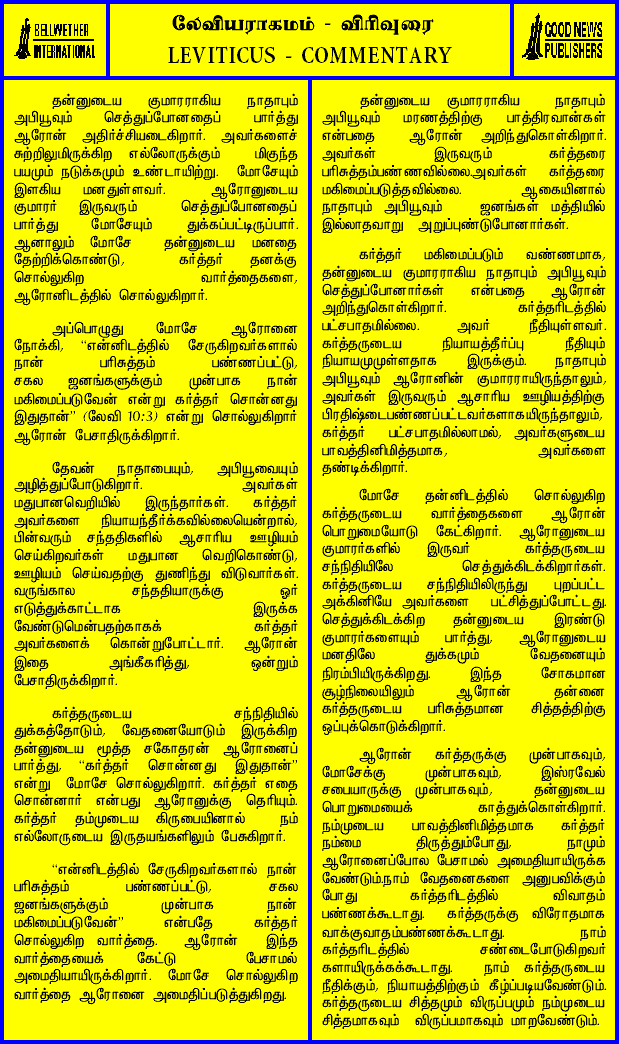 BELLWETHER
INTERNATIONAL
லேவியராகமம் - விரிவுரை
LEVITICUS - COMMENTARY
GOOD NEWS
PUBLISHERS
தன்னுடைய குமாரராகிய நாதாபும்
அபியூவும் செத்துப்போனதைப் பார்த்து
ஆரோன் அதிர்ச்சியடைகிறார். அவர்களைச்
சுற்றிலுமிருக்கிற எல்லோருக்கும் மிகுந்த
பயமும் நடுக்கமும் உண்டாயிற்று. மோசேயும்
இளகிய மனதுள்ளவர். ஆரோனுடைய
குமாரர் இருவரும் செத்துப்போனதைப்
பார்த்து மோசேயும் துக்கப்பட்டிருப்பார்.
ஆனாலும் மோசே தன்னுடைய மனதை
தேற்றிக்கொண்டு, கர்த்தர் தனக்கு
சொல்லுகிற வார்த்தைகளை,
ஆரோனிடத்தில் சொல்லுகிறார்.
அப்பொழுது மோசே ஆரோனை
நோக்கி, "என்னிடத்தில் சேருகிறவர்களால்
நான் பரிசுத்தம் பண்ணப்பட்டு,
சகல ஜனங்களுக்கும் முன்பாக நான்
மகிமைப்படுவேன் என்று கர்த்தர் சொன்னது
இதுதான்" (லேவி 10:3) என்று சொல்லுகிறார்
ஆரோன் பேசாதிருக்கிறார்.
தேவன் நாதாபையும், அபியூவையும்
அழித்துப்போடுகிறார். அவர்கள்
மதுபானவெறியில் இருந்தார்கள். கர்த்தர்
அவர்களை நியாயந்தீர்க்கவில்லையென்றால்,
பின்வரும் சந்ததிகளில் ஆசாரிய ஊழியம்
செய்கிறவர்கள் மதுபான வெறிகொண்டு,
ஊழியம் செய்வதற்கு துணிந்து விடுவார்கள்.
வருங்கால சந்ததியாருக்கு ஓர்
எடுத்துக்காட்டாக இருக்க
வேண்டுமென்பதற்காகக் கர்த்தர்
அவர்களைக் கொன்றுபோட்டார். ஆரோன்
இதை அங்கீகரித்து, ஒன்றும்
பேசாதிருக்கிறார்.
கர்த்தருடைய சந்நிதியில்
துக்கத்தோடும், வேதனையோடும் இருக்கிற
தன்னுடைய மூத்த சகோதரன் ஆரோனைப்
பார்த்து, "கர்த்தர் சொன்னது இதுதான்"
என்று மோசே சொல்லுகிறார். கர்த்தர் எதை
சொன்னார் என்பது ஆரோனுக்கு தெரியும்.
கர்த்தர் தம்முடைய கிருபையினால் நம்
எல்லோருடைய இருதயங்களிலும் பேசுகிறார்.
"என்னிடத்தில் சேருகிறவர்களால் நான்
பரிசுத்தம் பண்ணப்பட்டு, சகல
ஜனங்களுக்கும் முன்பாக நான்
மகிமைப்படுவேன்" என்பதே கர்த்தர்
சொல்லுகிற வார்த்தை. ஆரோன் இந்த
வார்த்தையைக் கேட்டு பேசாமல்
அமைதியாயிருக்கிறார். மோசே சொல்லுகிற
வார்த்தை ஆரோனை அமைதிப்படுத்துகிறது.
தன்னுடைய குமாரராகிய நாதாபும்
அபியூவும் மரணத்திற்கு பாத்திரவான்கள்
என்பதை ஆரோன் அறிந்துகொள்கிறார்.
அவர்கள் இருவரும் கர்த்தரை
பரிசுத்தம்பண்ணவில்லை.அவர்கள் கர்த்தரை
மகிமைப்படுத்தவில்லை. ஆகையினால்
நாதாபும் அபியூவும் ஜனங்கள் மத்தியில்
இல்லாதவாறு அறுப்புண்டுபோனார்கள்.
கர்த்தர் மகிமைப்படும் வண்ணமாக,
தன்னுடைய குமாரராகிய நாதாபும் அபியூவும்
செத்துப்போனார்கள் என்பதை ஆரோன்
அறிந்துகொள்கிறார். கர்த்தரிடத்தில்
பட்சபாதமில்லை. அவர் நீதியுள்ளவர்.
கர்த்தருடைய நியாயத்தீர்ப்பு நீதியும்
நியாயமுமுள்ளதாக இருக்கும். நாதாபும்
அபியூவும் ஆரோனின் குமாரராயிருந்தாலும்,
அவர்கள் இருவரும் ஆசாரிய ஊழியத்திற்கு
பிரதிஷ்டைபண்ணப்பட்டவர்களாகயிருந்தாலும்,
கர்த்தர் பட்சபாதமில்லாமல், அவர்களுடைய
பாவத்தினிமித்தமாக, அவர்களை
தண்டிக்கிறார்.
மோசே தன்னிடத்தில் சொல்லுகிற
கர்த்தருடைய வார்த்தைகளை ஆரோன்
பொறுமையோடு கேட்கிறார். ஆரோனுடைய
குமாரர்களில் இருவர் கர்த்தருடைய
சந்நிதியிலே செத்துக்கிடக்கிறார்கள்.
கர்த்தருடைய சந்நிதியிலிருந்து புறப்பட்ட
அக்கினியே அவர்களை பட்சித்துப்போட்டது.
செத்துக்கிடக்கிற தன்னுடைய இரண்டு
குமாரர்களையும் பார்த்து, ஆரோனுடைய
மனதிலே துக்கமும் வேதனையும்
நிரம்பியிருக்கிறது. இந்த சோகமான
சூழ்நிலையிலும் ஆரோன் தன்னை
கர்த்தருடைய பரிசுத்தமான சித்தத்திற்கு
ஒப்புக்கொடுக்கிறார்.
ஆரோன் கர்த்தருக்கு முன்பாகவும்,
மோசேக்கு முன்பாகவும், இஸ்ரவேல்
சபையாருக்கு முன்பாகவும், தன்னுடைய
பொறுமையைக் காத்துக்கொள்கிறார்.
நம்முடைய பாவத்தினிமித்தமாக கர்த்தர்
நம்மை திருத்தும்போது, நாமும்
ஆரோனைப்போல பேசாமல் அமைதியாயிருக்க
வேண்டும்.நாம் வேதனைகளை அனுபவிக்கும்
போது கர்த்தரிடத்தில் விவாதம்
பண்ணக்கூடாது. கர்த்தருக்கு விரோதமாக
வாக்குவாதம்பண்ணக்கூடாது. நாம்
கர்த்தரிடத்தில் சண்டைபோடுகிறவர்
களாயிருக்கக்கூடாது. நாம் கர்த்தருடைய
நீதிக்கும், நியாயத்திற்கும் கீழ்ப்படியவேண்டும்.
கர்த்தருடைய சித்தமும் விருப்பமும் நம்முடைய
சித்தமாகவும் விருப்பமாகவும் மாறவேண்டும்.